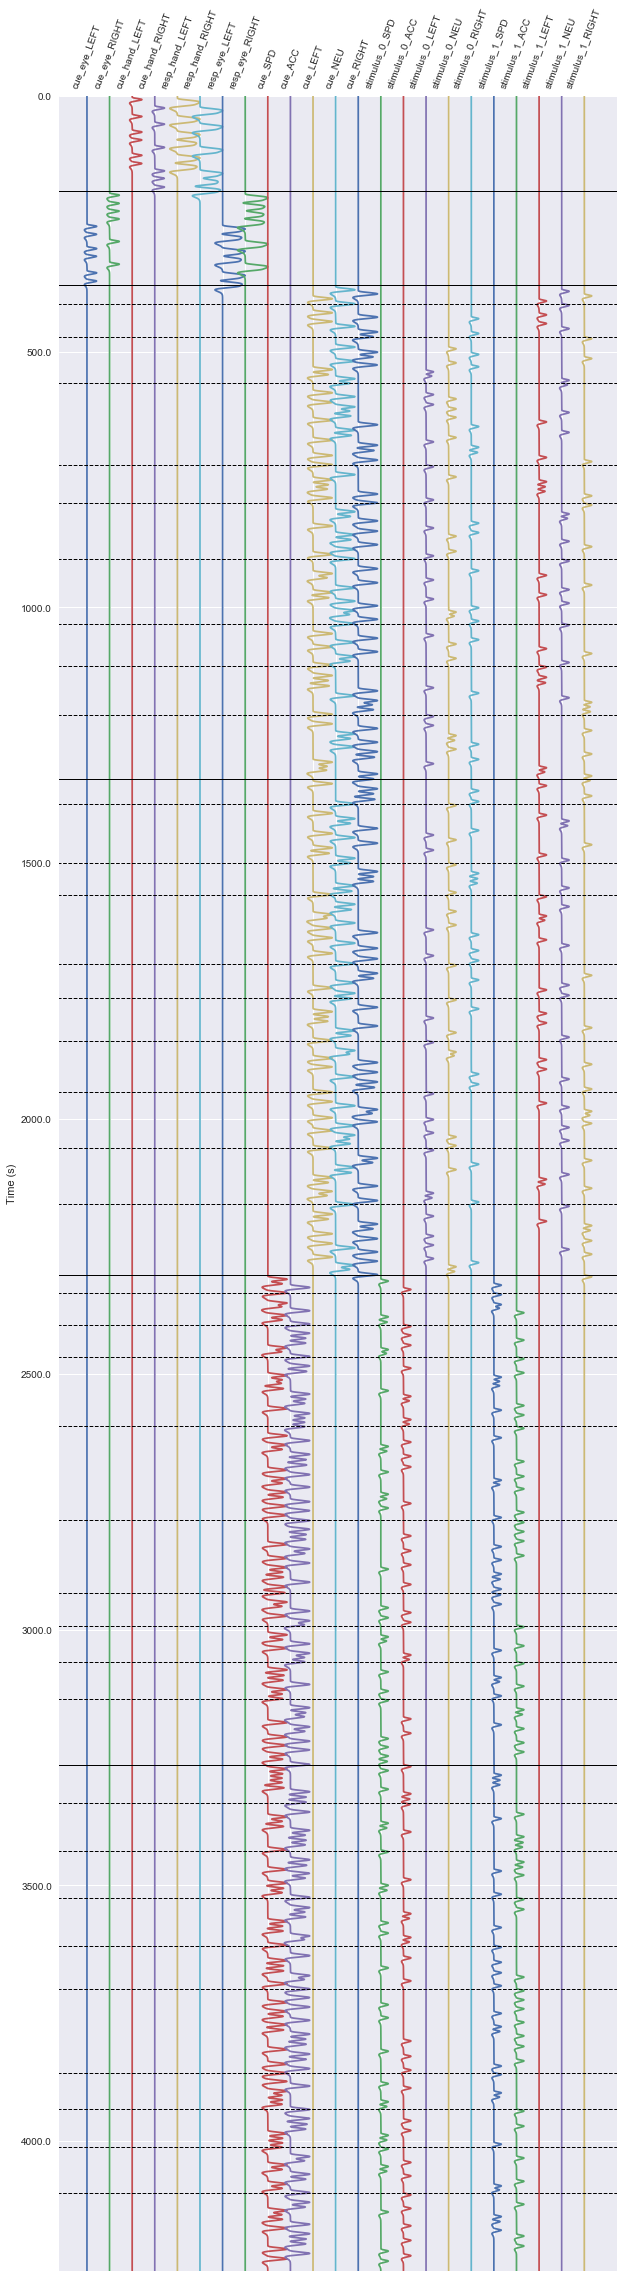 cue_eye_LEFT
cue_eye_RIGHT
cue_hand_LEFT
cue_hand_RIGHT
resp_hand_LEFT
resp_hand_RIGHT
resp_eye_LEFT
resp_eye_RIGHT
cue_SPD
cue_ACC
cue_LEFT
cue_NEU
cue_RIGHT
stimulus_0_SPD
stimulus_0_ACC
stimulus_0_LEFT
stimulus_0_NEU
stimulus_0_RIGHT
stimulus_1_SPD
stimulus_1_ACC
stimulus_1_LEFT
stimulus_1_NEU
stimulus_1_RIGHT
0.0
500.0
1000.0
1500.0
2000.0
Time (s)
2500.0
3000.0
3500.0
4000.0